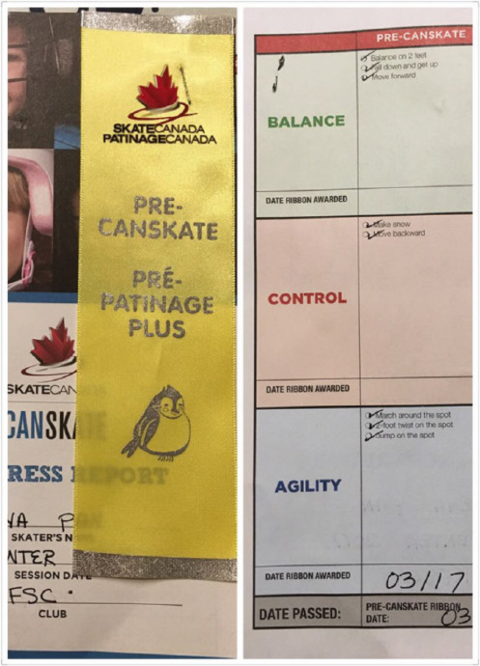 SKATECANADA
PATINAGECANADA
PRE-
CANSKATE
PRÉ-
PATINAGE
PLUS
SKATECAN
CANSKATE
RESS REPORT
VA
SKATER'S N
NTER
SESSION DATE
FSC
CLUB
PRE-CANSKATE
BALANCE
Balance on 2 feet
Fall down and get up
Move forward
DATE RIBBON AWARDED
CONTROL
Make snow
Move backward
DATE RIBBON AWARDED
AGILITY
March around the spot
2-foot twist on the spot
Jump on the spot
DATE RIBBON AWARDED
03/17
DATE PASSED:
PRE-CANSKATE RIBBON
DATE:
03